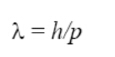 λ = h/p